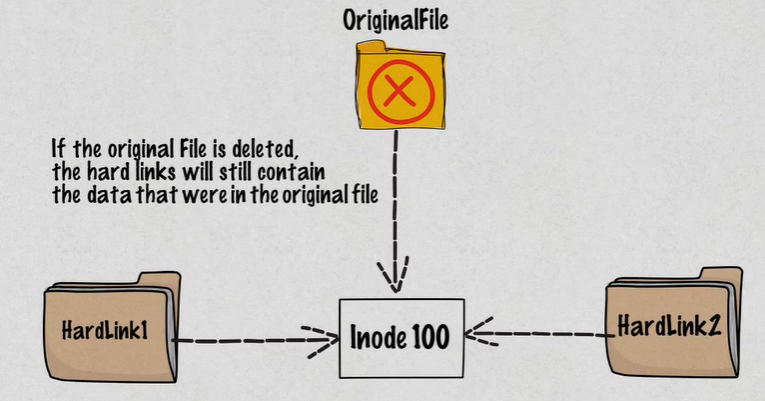 OriginalFile
If the original File is deleted,
the hard links will still contain
the data that were in the original file
HardLink1
Inode 100
HardLink2